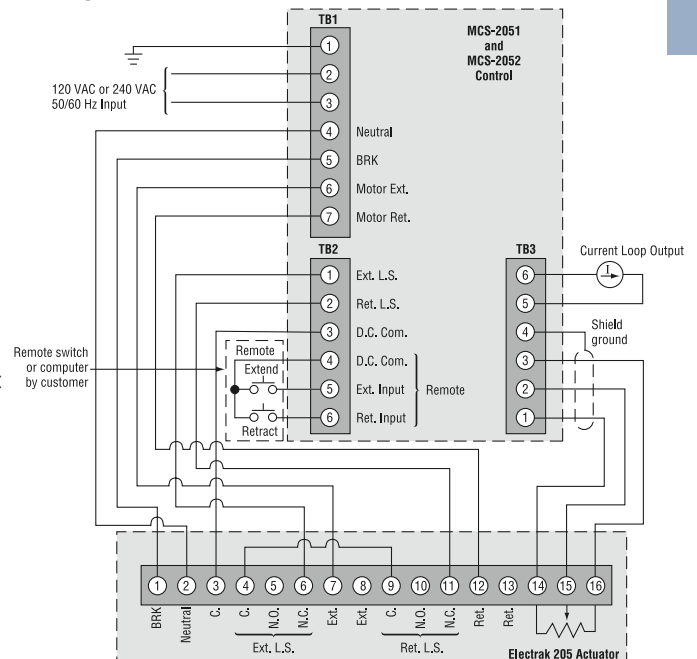 TB1
MCS-2051
and
MCS-2052
Control
1
2
3
4
5
6
7
120 VAC or 240 VAC
50/60 Hz Input
Neutral
BRK
Motor Ext.
Motor Ret.
TB2
1
2
3
4
5
6
Ext. L.S.
Ret. L.S.
D.C. Com.
D.C. Com.
Ext. Input
Ret. Input
Remote
TB3
6
5
4
3
2
1
Current Loop Output
I
Shield
ground
Remote switch
or computer
by customer
Remote
Extend
Retract
1 2 3 4 5 6 7 8 9 10 11 12 13 14 15 16
BRK
Neutral
C.
C.
N.O.
N.C.
Ext.
Ext.
C.
N.O.
N.C.
Ret.
Ret.
Ext. L.S.
Ret. L.S.
Electrak 205 Actuator